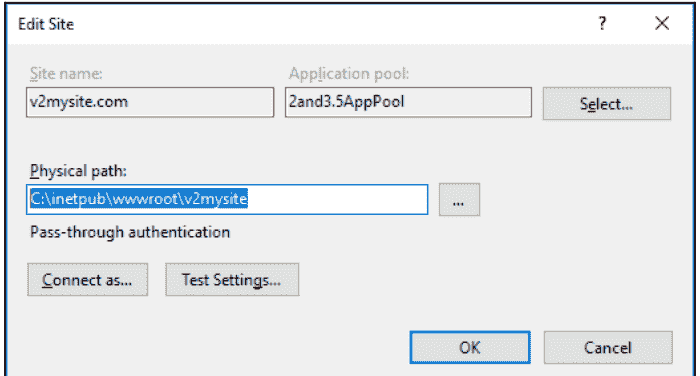 Edit Site
?
Site name:
Application pool:
v2mysite.com
2and3.5AppPool
Select...
Physical path:
C:\inetpub\wwwroot\v2mysite
...
Pass-through authentication
Connect as...
Test Settings...
OK
Cancel